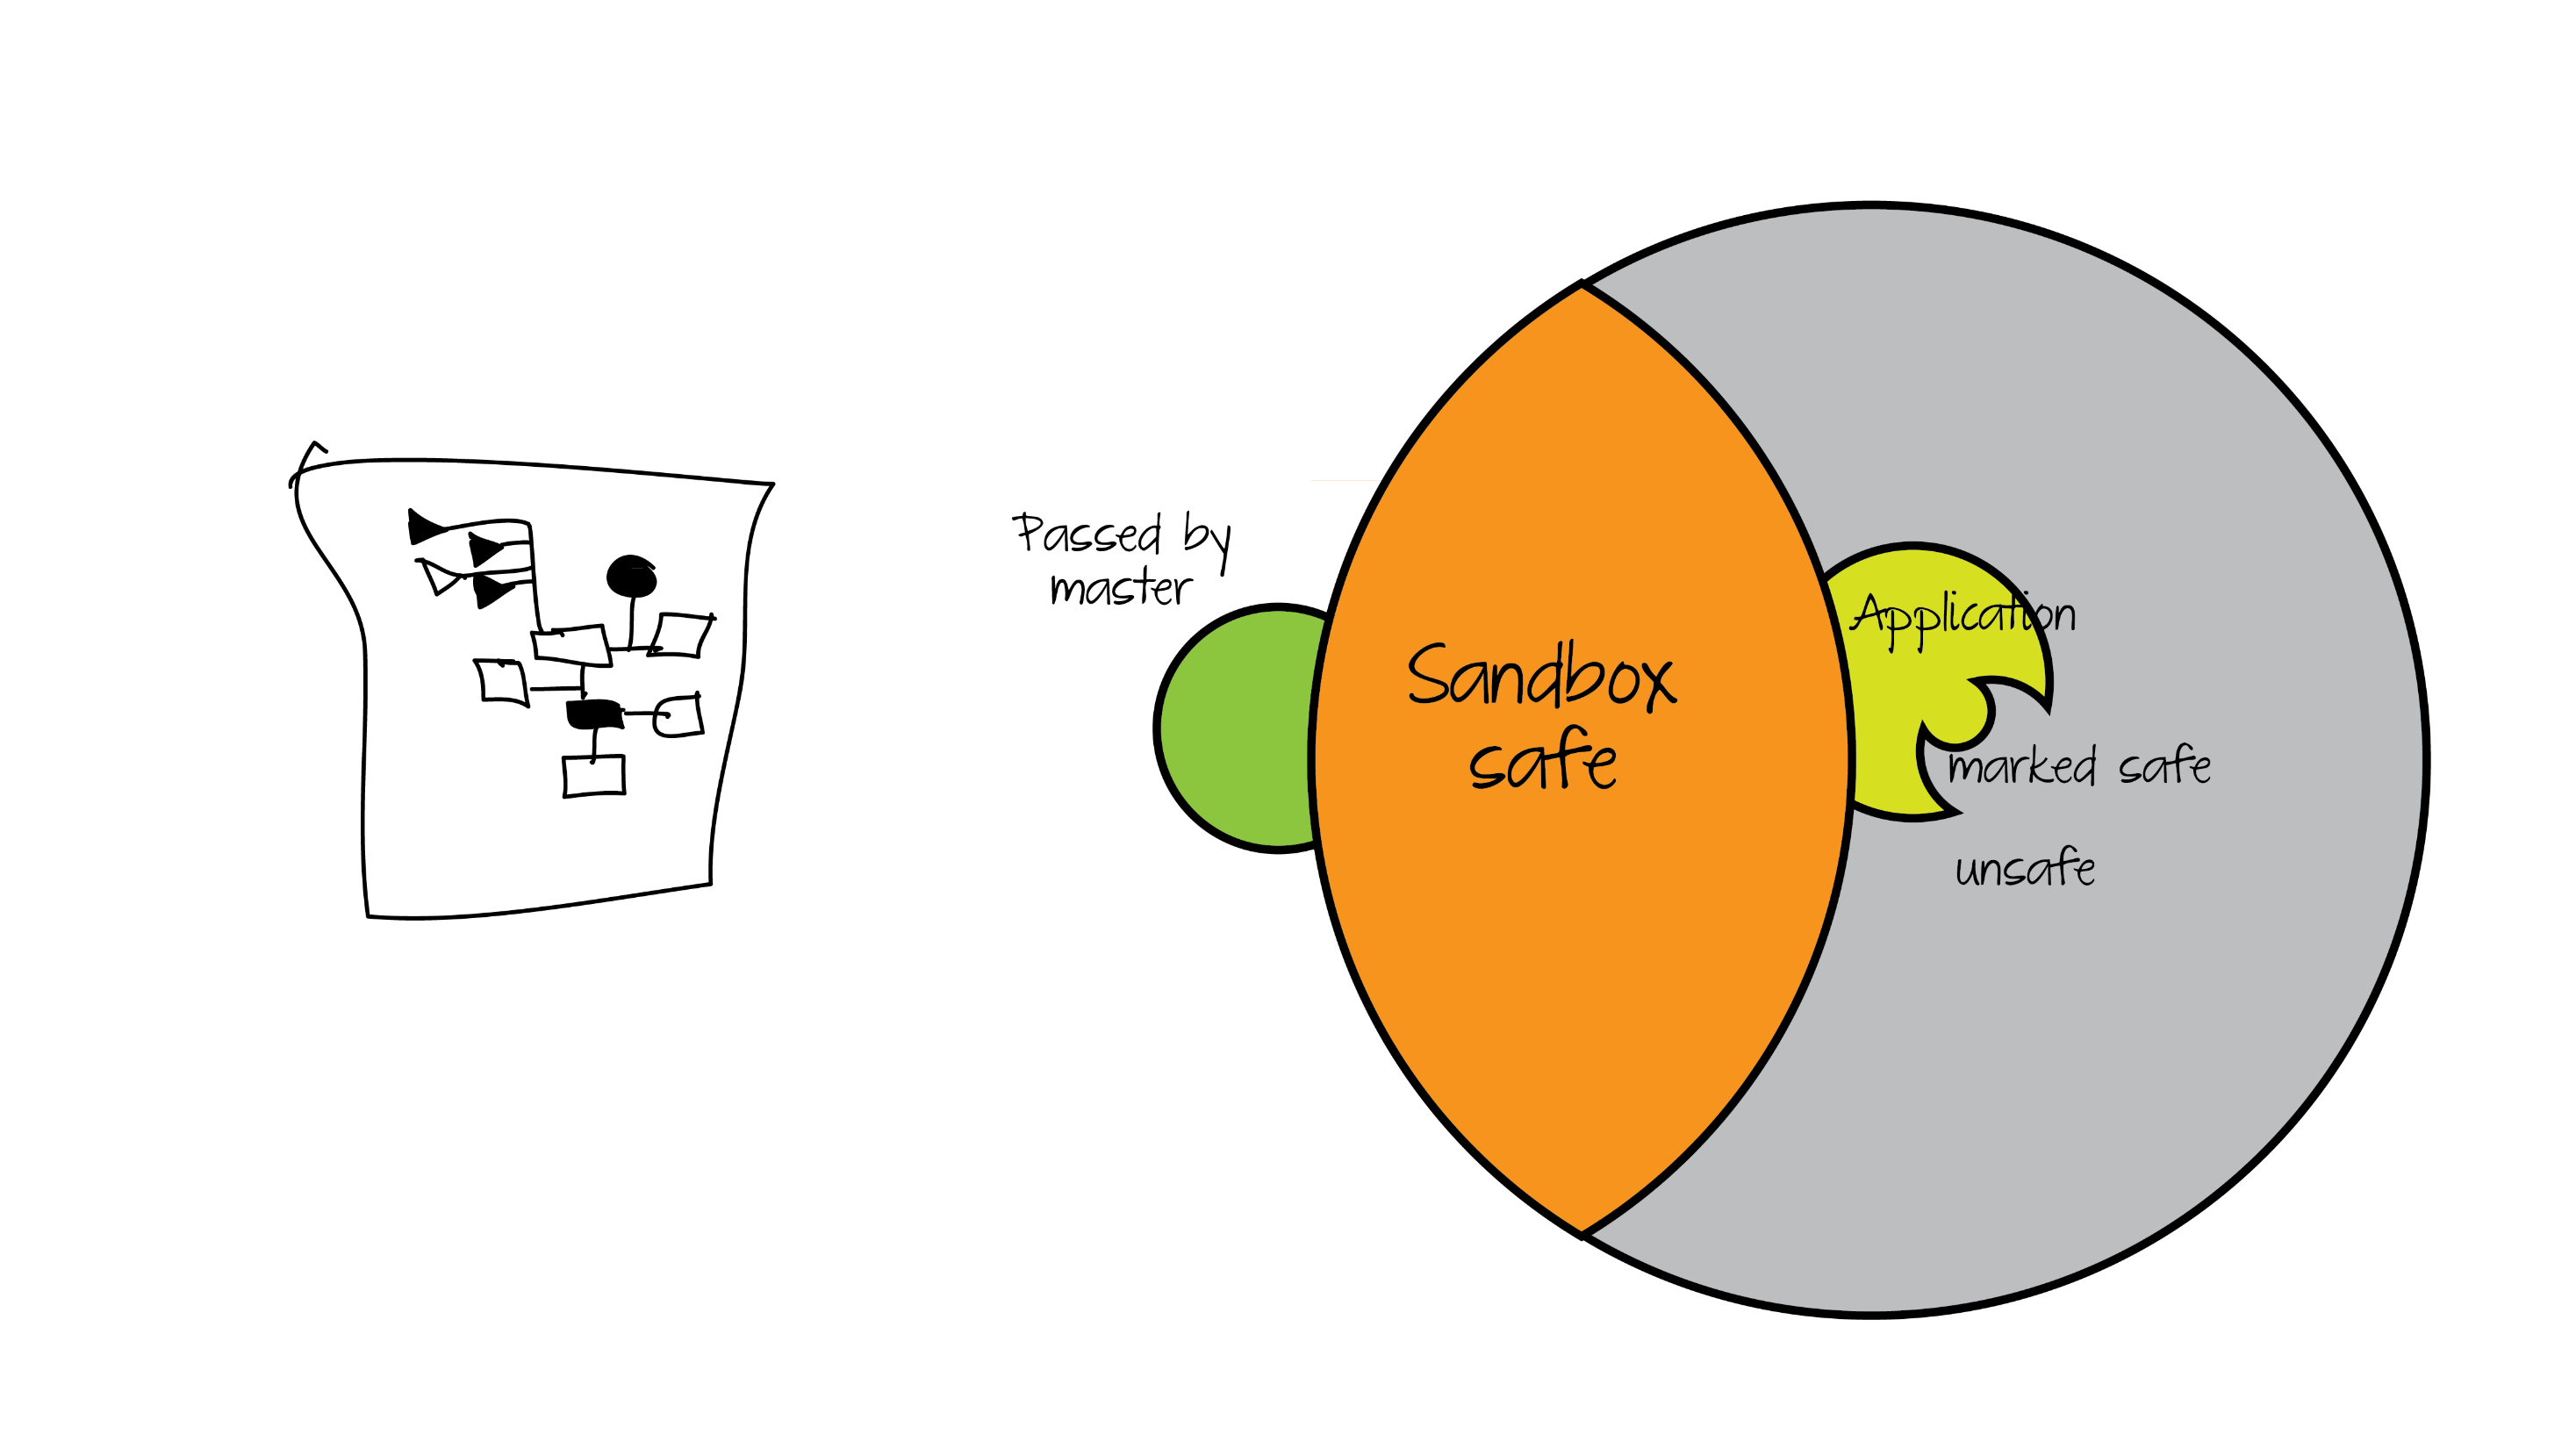 Passed by
master
Sandbox
safe
Application
marked safe
unsafe